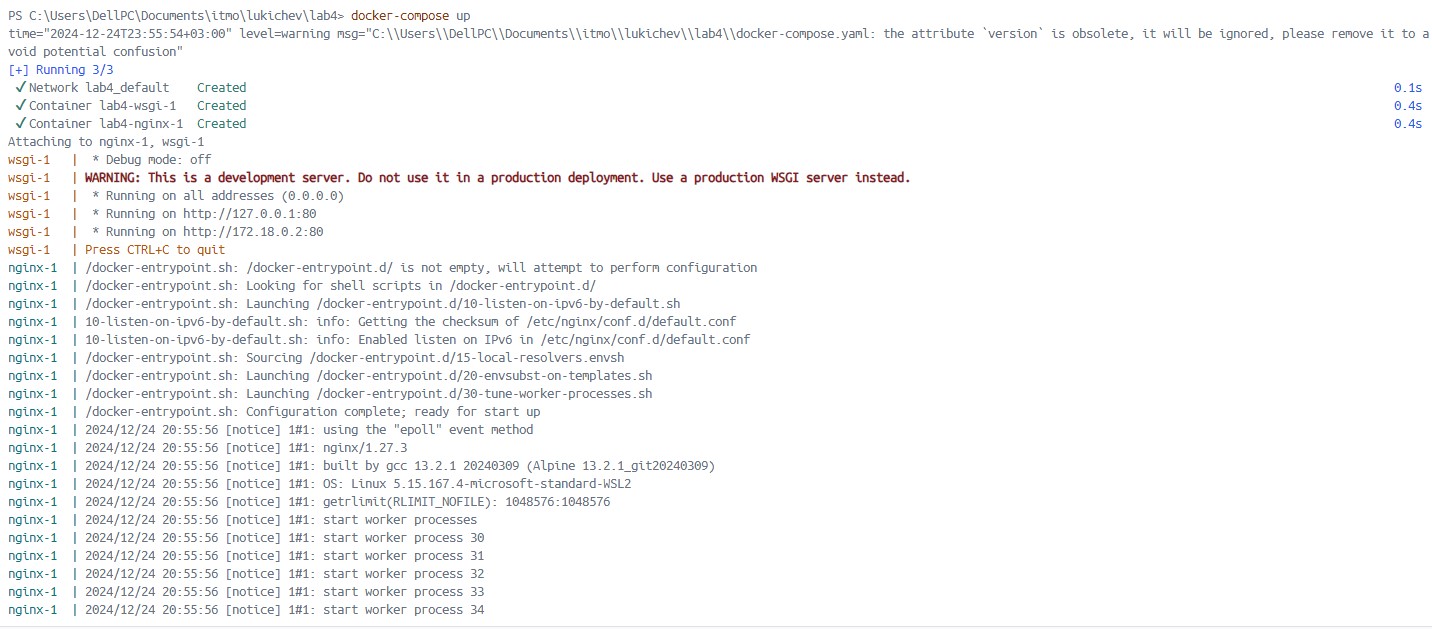 PS C:\Users\DellPC\Documents\itmo\lukichev\lab4> docker-compose up
time="2024-12-24T23:55:54+03:00" level=warning msg="C:\\Users\\DellPC\\Documents\\itmo\\lukichev\\lab4\\docker-compose.yaml: the attribute `version` is obsolete, it will be ignored, please remove it to a
void potential confusion"
[+] Running 3/3
✓Network lab4_default    Created    0.1s
✓Container lab4-wsgi-1   Created    0.4s
✓Container lab4-nginx-1  Created    0.4s
Attaching to nginx-1, wsgi-1
wsgi-1   |  * Debug mode: off
wsgi-1   | WARNING: This is a development server. Do not use it in a production deployment. Use a production WSGI server instead.
wsgi-1   |  * Running on all addresses (0.0.0.0)
wsgi-1   |  * Running on http://127.0.0.1:80
wsgi-1   |  * Running on http://172.18.0.2:80
wsgi-1   | Press CTRL+C to quit
nginx-1  | /docker-entrypoint.sh: /docker-entrypoint.d/ is not empty, will attempt to perform configuration
nginx-1  | /docker-entrypoint.sh: Looking for shell scripts in /docker-entrypoint.d/
nginx-1  | /docker-entrypoint.sh: Launching /docker-entrypoint.d/10-listen-on-ipv6-by-default.sh
nginx-1  | 10-listen-on-ipv6-by-default.sh: info: Getting the checksum of /etc/nginx/conf.d/default.conf
nginx-1  | 10-listen-on-ipv6-by-default.sh: info: Enabled listen on IPv6 in /etc/nginx/conf.d/default.conf
nginx-1  | /docker-entrypoint.sh: Sourcing /docker-entrypoint.d/15-local-resolvers.envsh
nginx-1  | /docker-entrypoint.sh: Launching /docker-entrypoint.d/20-envsubst-on-templates.sh
nginx-1  | /docker-entrypoint.sh: Launching /docker-entrypoint.d/30-tune-worker-processes.sh
nginx-1  | /docker-entrypoint.sh: Configuration complete; ready for start up
nginx-1  | 2024/12/24 20:55:56 [notice] 1#1: using the "epoll" event method
nginx-1  | 2024/12/24 20:55:56 [notice] 1#1: nginx/1.27.3
nginx-1  | 2024/12/24 20:55:56 [notice] 1#1: built by gcc 13.2.1 20240309 (Alpine 13.2.1_git20240309)
nginx-1  | 2024/12/24 20:55:56 [notice] 1#1: OS: Linux 5.15.167.4-microsoft-standard-WSL2
nginx-1  | 2024/12/24 20:55:56 [notice] 1#1: getrlimit(RLIMIT_NOFILE): 1048576:1048576
nginx-1  | 2024/12/24 20:55:56 [notice] 1#1: start worker processes
nginx-1  | 2024/12/24 20:55:56 [notice] 1#1: start worker process 30
nginx-1  | 2024/12/24 20:55:56 [notice] 1#1: start worker process 31
nginx-1  | 2024/12/24 20:55:56 [notice] 1#1: start worker process 32
nginx-1  | 2024/12/24 20:55:56 [notice] 1#1: start worker process 33
nginx-1  | 2024/12/24 20:55:56 [notice] 1#1: start worker process 34